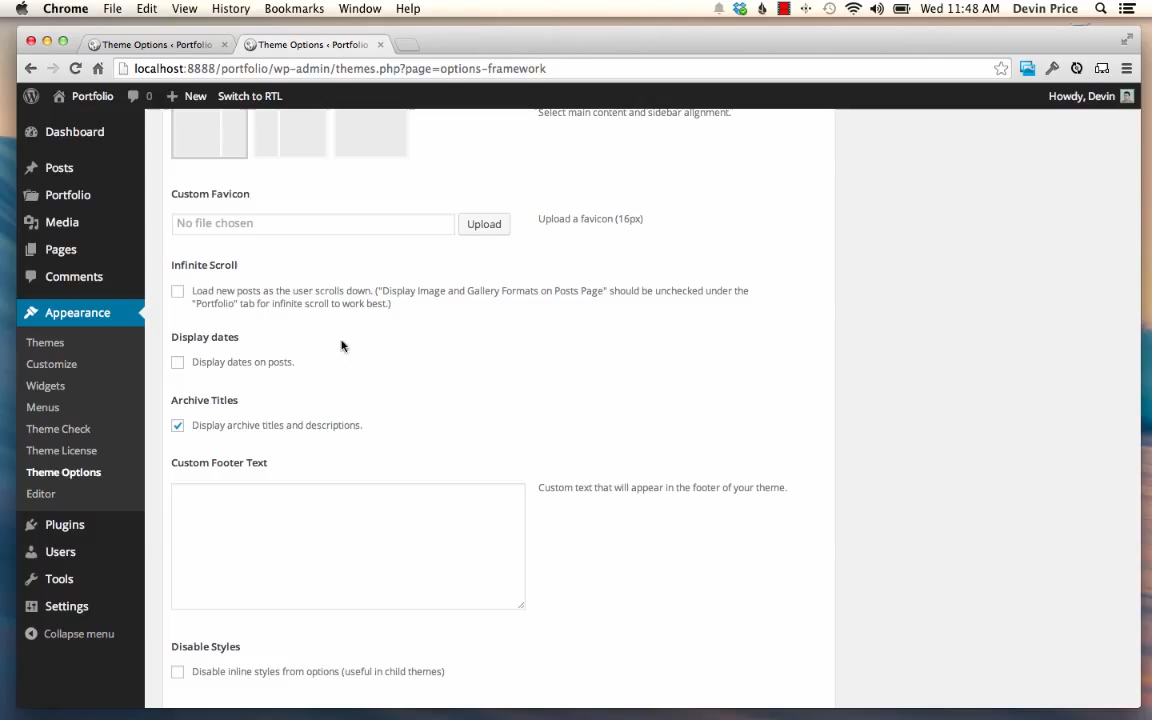 Chrome File Edit View History Bookmarks Window Help Wed 11:48 AM Devin Price
Theme Options ‹ Portfolio × Theme Options ‹ Portfolio ×
localhost:8888/portfolio/wp-admin/themes.php?page=options-framework
Portfolio 0 + New Switch to RTL Howdy, Devin
Dashboard
Posts
Portfolio
Media
Pages
Comments
Appearance
Themes
Customize
Widgets
Menus
Theme Check
Theme License
Theme Options
Editor
Plugins
Users
Tools
Settings
Collapse menu
Select main content and sidebar alignment.
Custom Favicon
No file chosen Upload Upload a favicon (16px)
Infinite Scroll
Load new posts as the user scrolls down. ("Display Image and Gallery Formats on Posts Page" should be unchecked under the
"Portfolio" tab for infinite scroll to work best.)
Display dates
Display dates on posts.
Archive Titles
Display archive titles and descriptions.
Custom Footer Text
Custom text that will appear in the footer of your theme.
Disable Styles
Disable inline styles from options (useful in child themes)